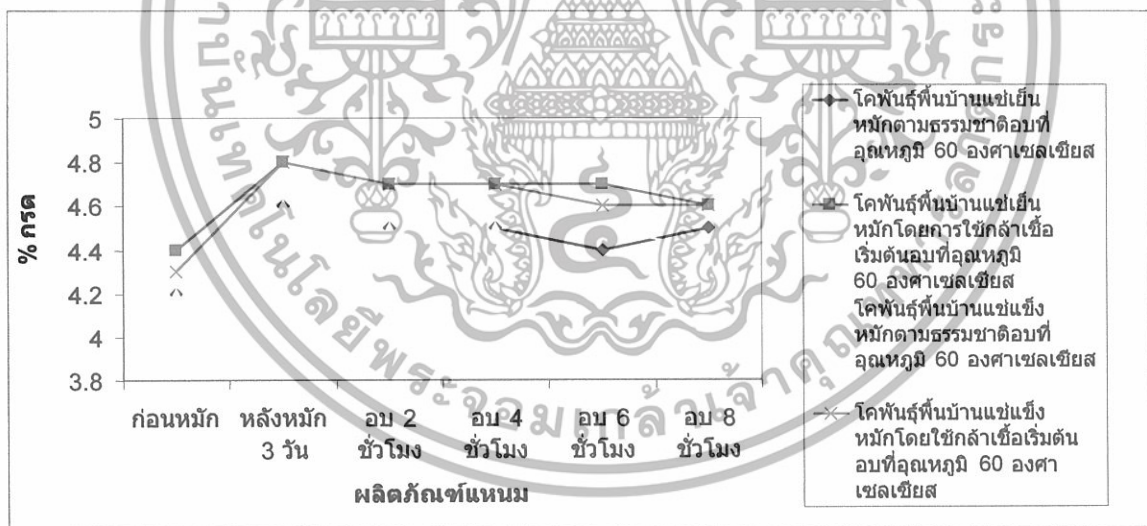 5
4.8
4.6
4.4
4.2
4
3.8
% กรด
ก่อนหมัก
หลังหมัก
3 วัน
อบ 2
ชั่วโมง
อบ 4
ชั่วโมง
อบ 6
ชั่วโมง
อบ 8
ชั่วโมง
ผลิตภัณฑ์แหนม
โคพันธุ์พื้นบ้านแช่เย็น
หมักตามธรรมชาติอบที่
อุณหภูมิ 60 องศาเซลเซียส
โคพันธุ์พื้นบ้านแช่เย็น
หมักโดยการใช้กล้าเชื้อ
เริ่มต้นอบที่อุณหภูมิ
60 องศาเซลเซียส
โคพันธุ์พื้นบ้านแช่แข็ง
หมักตามธรรมชาติอบที่
อุณหภูมิ 60 องศาเซลเซียส
โคพันธุ์พื้นบ้านแช่แข็ง
หมักโดยใช้กล้าเชื้อเริ่มต้น
อบที่อุณหภูมิ 60 องศา
เซลเซียส